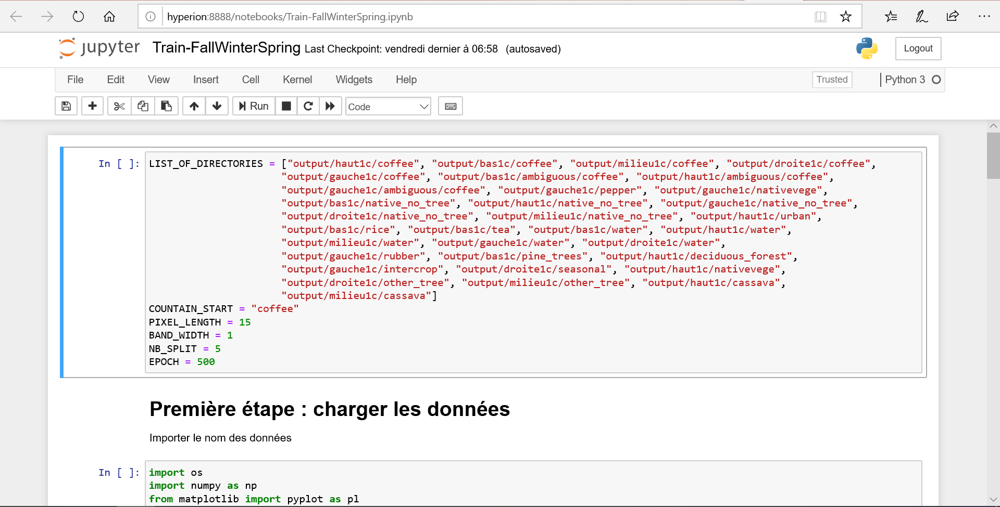 hyperion:8888/notebooks/Train-FallWinterSpring.ipynb
jupyter Train-FallWinterSpring Last Checkpoint: vendredi dernier à 06:58 (autosaved)
Logout
File Edit View Insert Cell Kernel Widgets Help Trusted Python 3
Run Code
In [ ]: LIST_OF_DIRECTORIES = ["output/haut1c/coffee", "output/bas1c/coffee", "output/milieu1c/coffee", "output/droite1c/coffee",
"output/gauche1c/coffee", "output/bas1c/ambiguous/coffee", "output/haut1c/ambiguous/coffee",
"output/gauche1c/ambiguous/coffee", "output/gauche1c/pepper", "output/gauche1c/nativevege",
"output/bas1c/native_no_tree", "output/haut1c/native_no_tree", "output/gauche1c/native_no_tree",
"output/droite1c/native_no_tree", "output/milieu1c/native_no_tree", "output/haut1c/urban",
"output/bas1c/rice", "output/bas1c/tea", "output/bas1c/water", "output/haut1c/water",
"output/milieu1c/water", "output/gauche1c/water", "output/droite1c/water",
"output/gauche1c/rubber", "output/bas1c/pine_trees", "output/haut1c/deciduous_forest",
"output/gauche1c/intercrop", "output/droite1c/seasonal", "output/haut1c/nativevege",
"output/droite1c/other_tree", "output/milieu1c/other_tree", "output/haut1c/cassava",
"output/milieu1c/cassava"]
COUNTAIN_START = "coffee"
PIXEL_LENGTH = 15
BAND_WIDTH = 1
NB_SPLIT = 5
EPOCH = 500
Première étape : charger les données
Importer le nom des données
In [ ]: import os
import numpy as np
from matplotlib import pyplot as pl